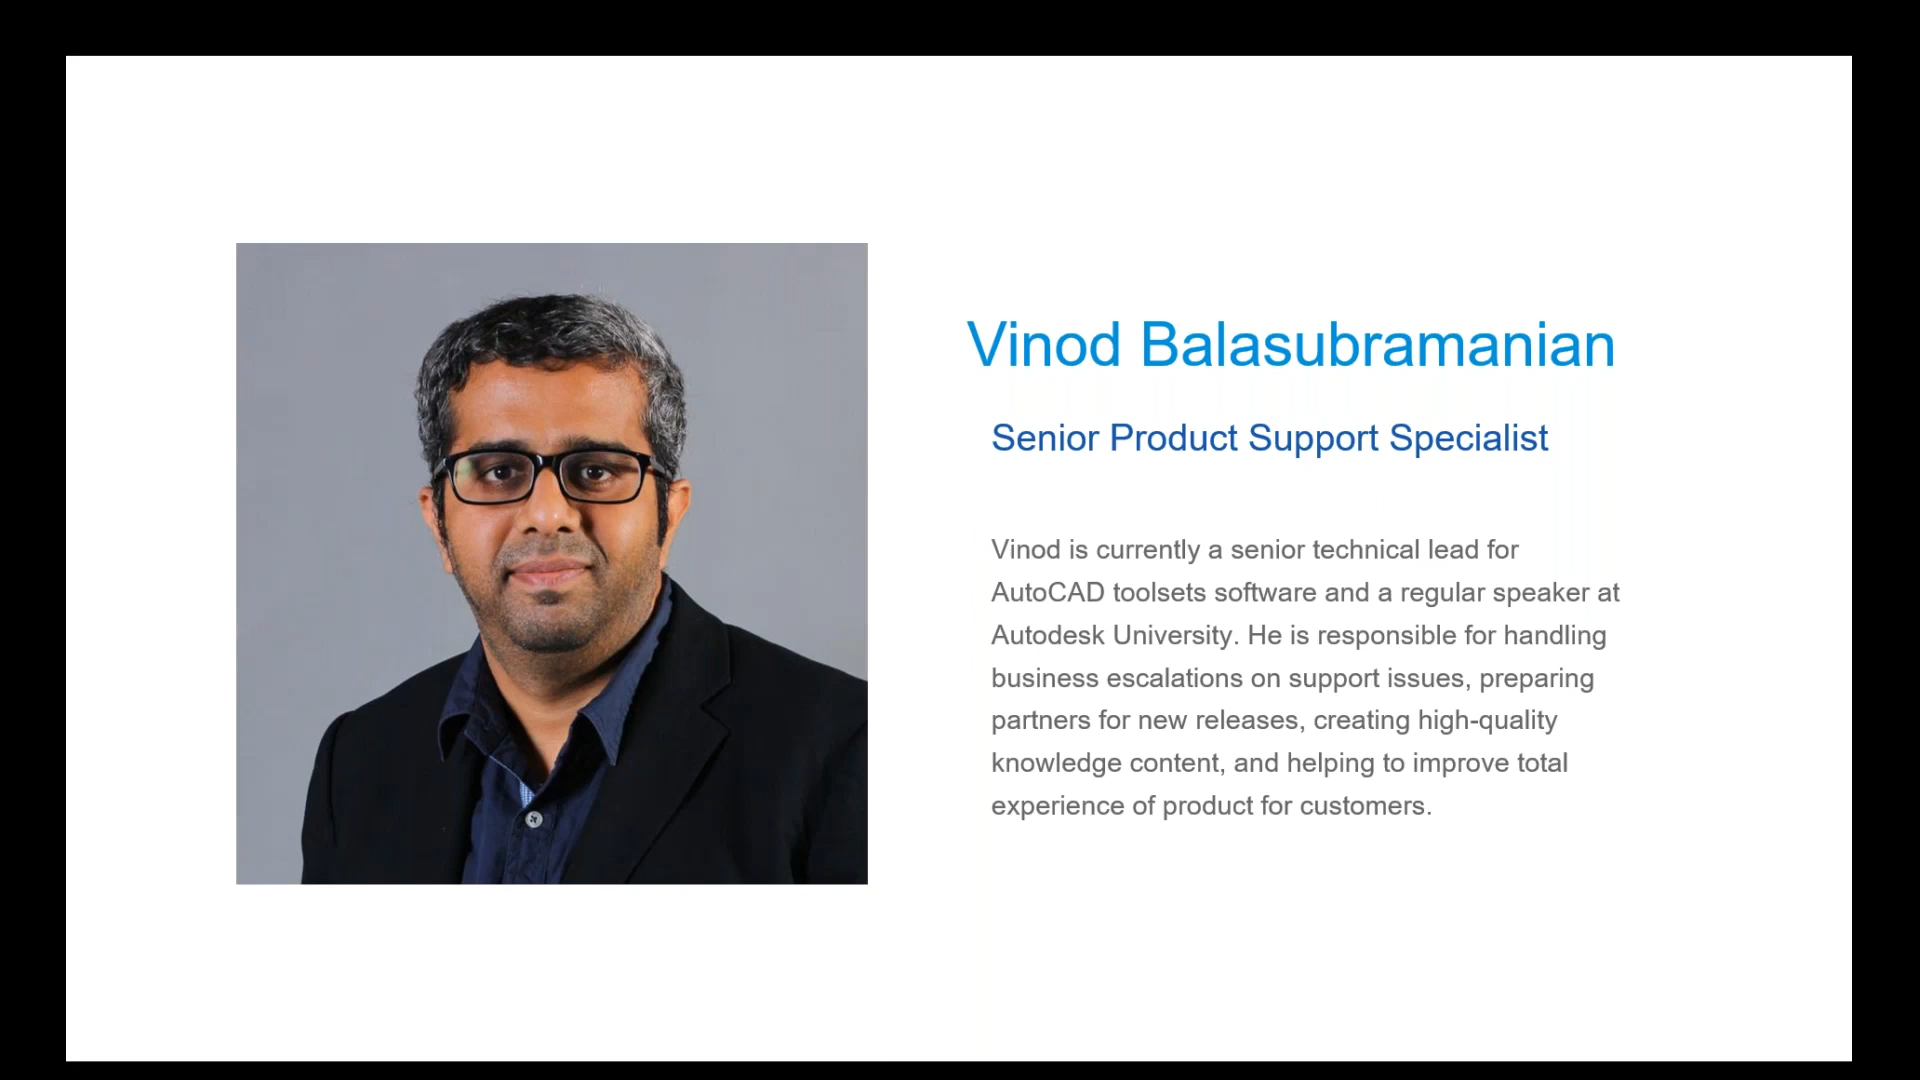 Vinod Balasubramanian
Senior Product Support Specialist
Vinod is currently a senior technical lead for
AutoCAD toolsets software and a regular speaker at
Autodesk University. He is responsible for handling
business escalations on support issues, preparing
partners for new releases, creating high-quality
knowledge content, and helping to improve total
experience of product for customers.